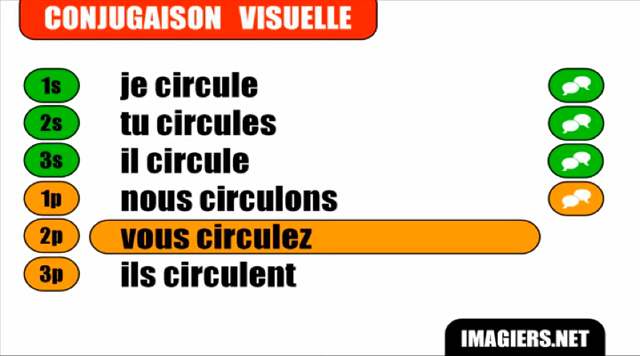 CONJUGAISON VISUELLE
1s je circule
2s tu circules
3s il circule
1p nous circulons
2p vous circulez
3p ils circulent
IMAGIERS.NET